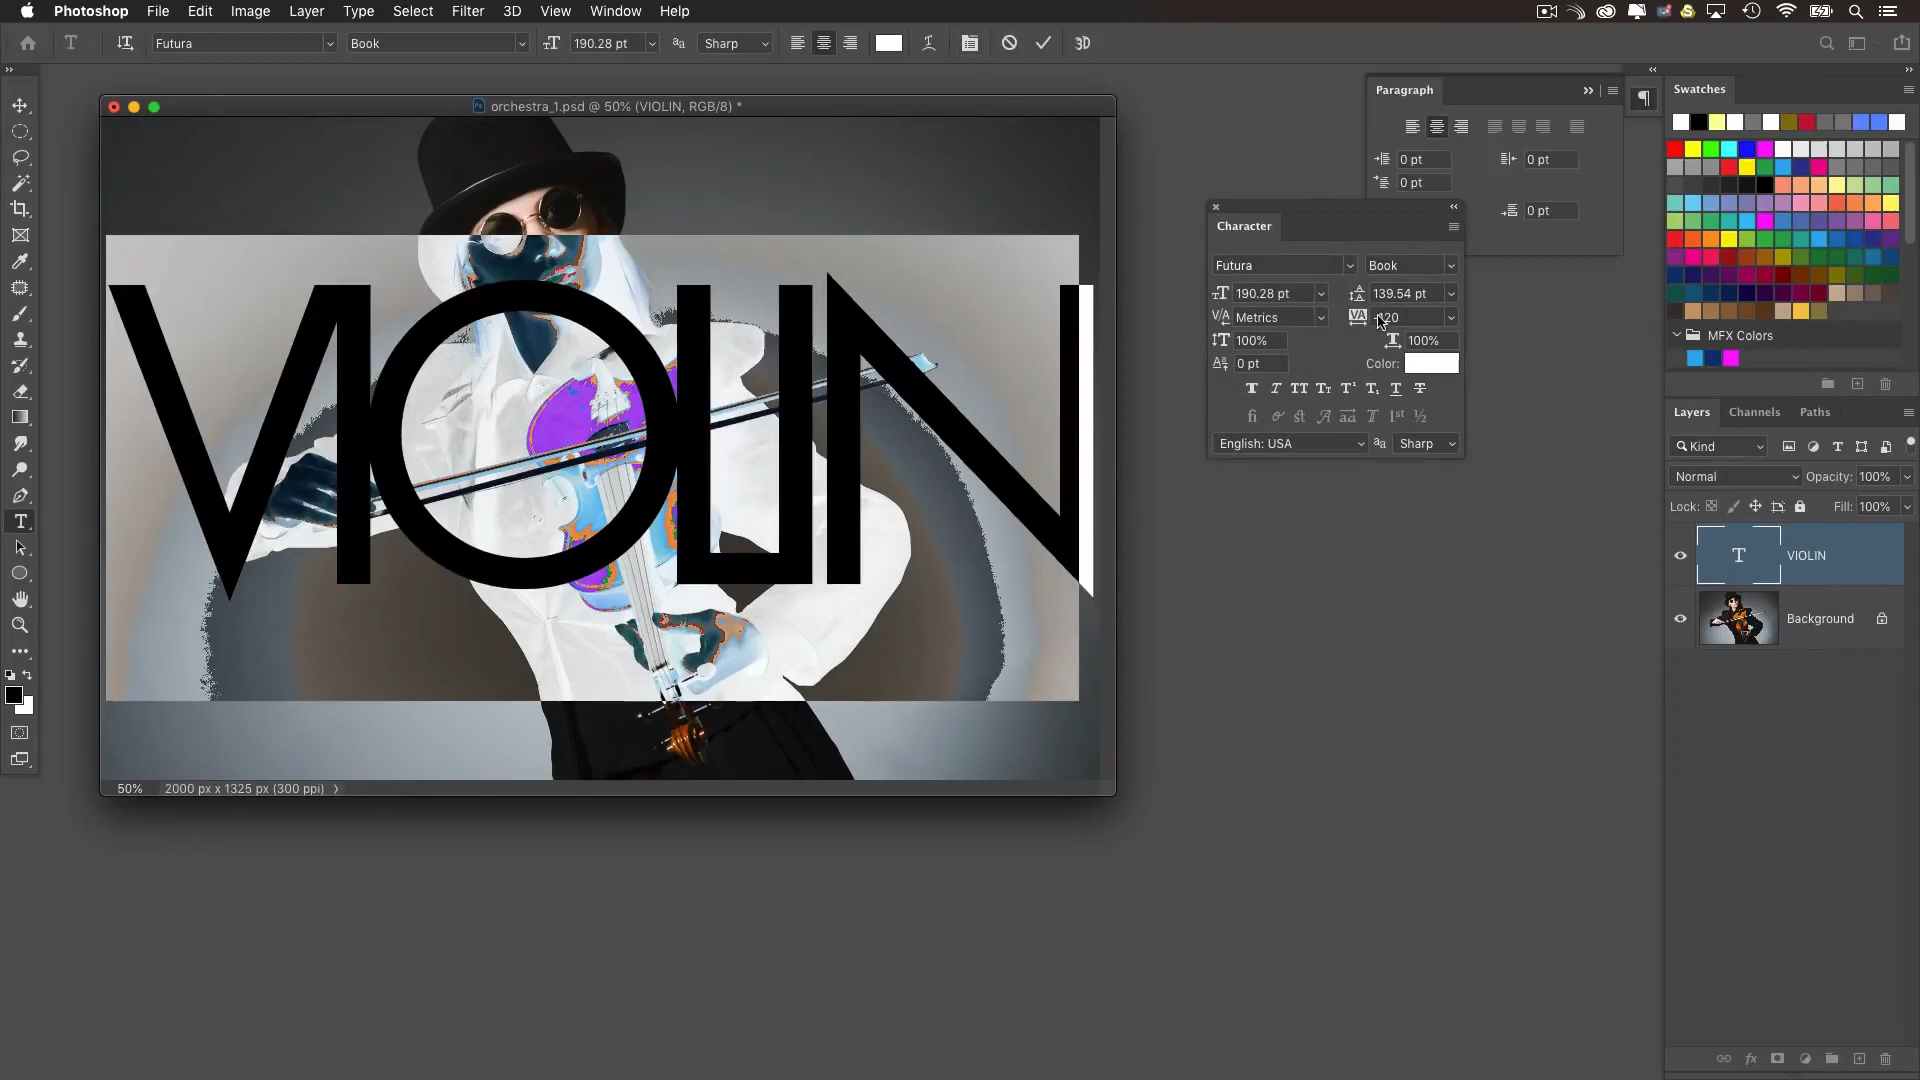 Photoshop File Edit Image Layer Type Select Filter 3D View Window Help
Futura Book 190.28 pt Sharp 3D
orchestra_1.psd @ 50% (VIOLIN, RGB/8) *
Paragraph
0 pt 0 pt
0 pt
0 pt
Character
Futura Book
190.28 pt 139.54 pt
Metrics
100% 100%
0 pt Color:
English: USA Sharp
VIOLIN
50% 2000 px x 1325 px (300 ppi)
Swatches
MFX Colors
Layers Channels Paths
Kind
Normal Opacity: 100%
Lock: Fill: 100%
VIOLIN
Background